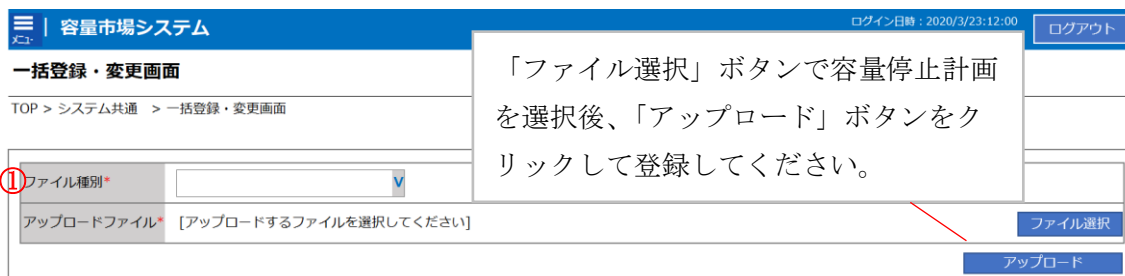 メニュー
容量市場システム
ログイン日時：2020/3/23:12:00
ログアウト
一括登録・変更画面
TOP > システム共通 > 一括登録・変更画面
「ファイル選択」ボタンで容量停止計画
を選択後、「アップロード」ボタンをク
リックして登録してください。
①ファイル種別* V
アップロードファイル* [アップロードするファイルを選択してください]
ファイル選択
アップロード